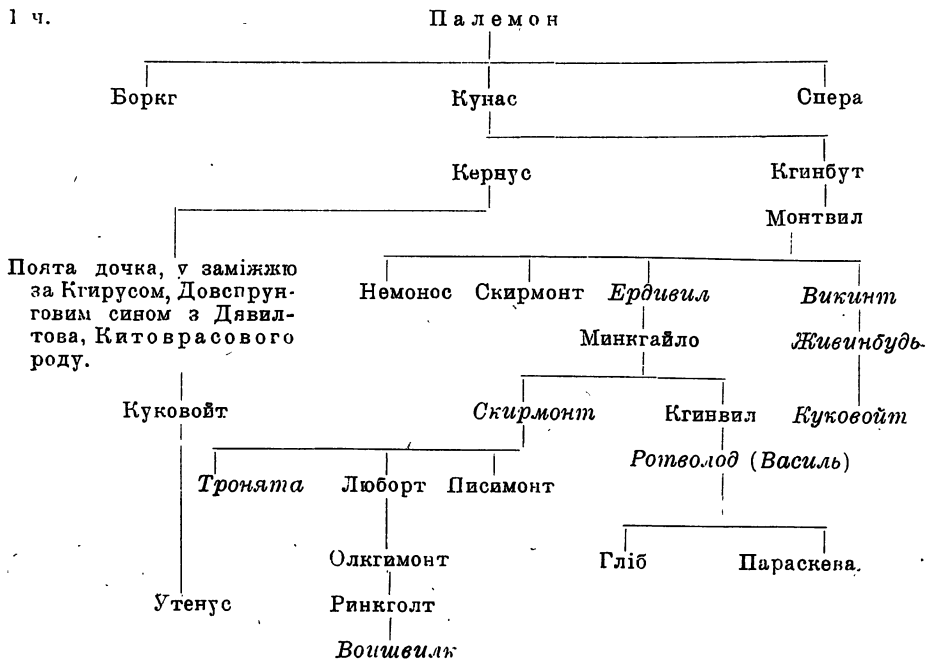 1 ч.
Палемон
Боркг Кунас Спера
Кернус Кгинбут
Монтвил
Поята дочка, у заміжжю
за Кгирусом, Довспрун-
говим сином з Дявил-
това, Китоврасового
роду.
Немонос Скирмонт Ердивил Викинт
Минкгайло Живинбудь
Куковойт Скирмонт Кгинвил Куковойт
Ротволод (Василь)
Тронята Люборт Писимонт
Олкгимонт Гліб Параскева.
Утенус Ринкголт
Воишвилк